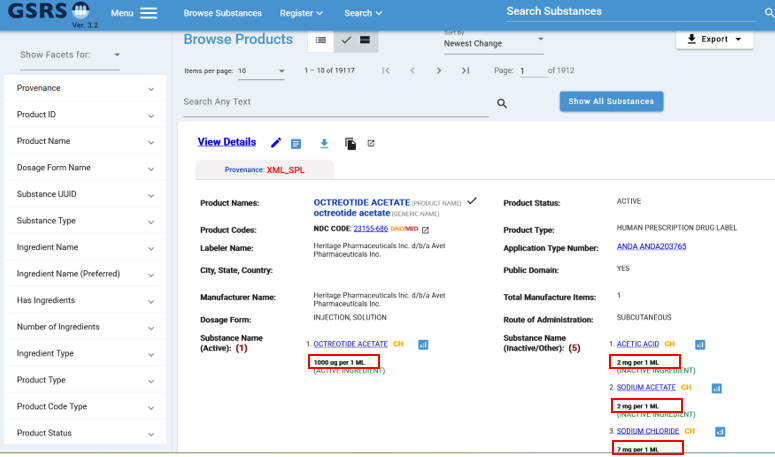 GSRS
Ver. 3.2
Menu
Browse Substances
Register
Search
Search Substances
Show Facets for:
Browse Products
Sort By
Newest Change
Export
Items per page: 10
1 – 10 of 19117
Page: 1 of 1912
Search Any Text
Show All Substances
Provenance
Product ID
Product Name
Dosage Form Name
Substance UUID
Substance Type
Ingredient Name
Ingredient Name (Preferred)
Has Ingredients
Number of Ingredients
Ingredient Type
Product Type
Product Code Type
Product Status
View Details
Provenance: XML_SPL
Product Names: OCTREOTIDE ACETATE (PRODUCT NAME)
octreotide acetate (GENERIC NAME)
Product Status: ACTIVE
Product Codes: NDC CODE: 23155-686 DAILYMED
Product Type: HUMAN PRESCRIPTION DRUG LABEL
Labeler Name: Heritage Pharmaceuticals Inc. d/b/a Avet
Pharmaceuticals Inc.
Application Type Number: ANDA ANDA203765
City, State, Country:
Public Domain: YES
Manufacturer Name: Heritage Pharmaceuticals Inc. d/b/a Avet
Pharmaceuticals Inc.
Total Manufacture Items: 1
Dosage Form: INJECTION, SOLUTION
Route of Administration: SUBCUTANEOUS
Substance Name
(Active): (1)
1. OCTREOTIDE ACETATE CH
1000 ug per 1 ML
(ACTIVE INGREDIENT)
Substance Name
(Inactive/Other): (5)
1. ACETIC ACID CH
2 mg per 1 ML
(INACTIVE INGREDIENT)
2. SODIUM ACETATE CH
2 mg per 1 ML
(INACTIVE INGREDIENT)
3. SODIUM CHLORIDE CH
7 mg per 1 ML